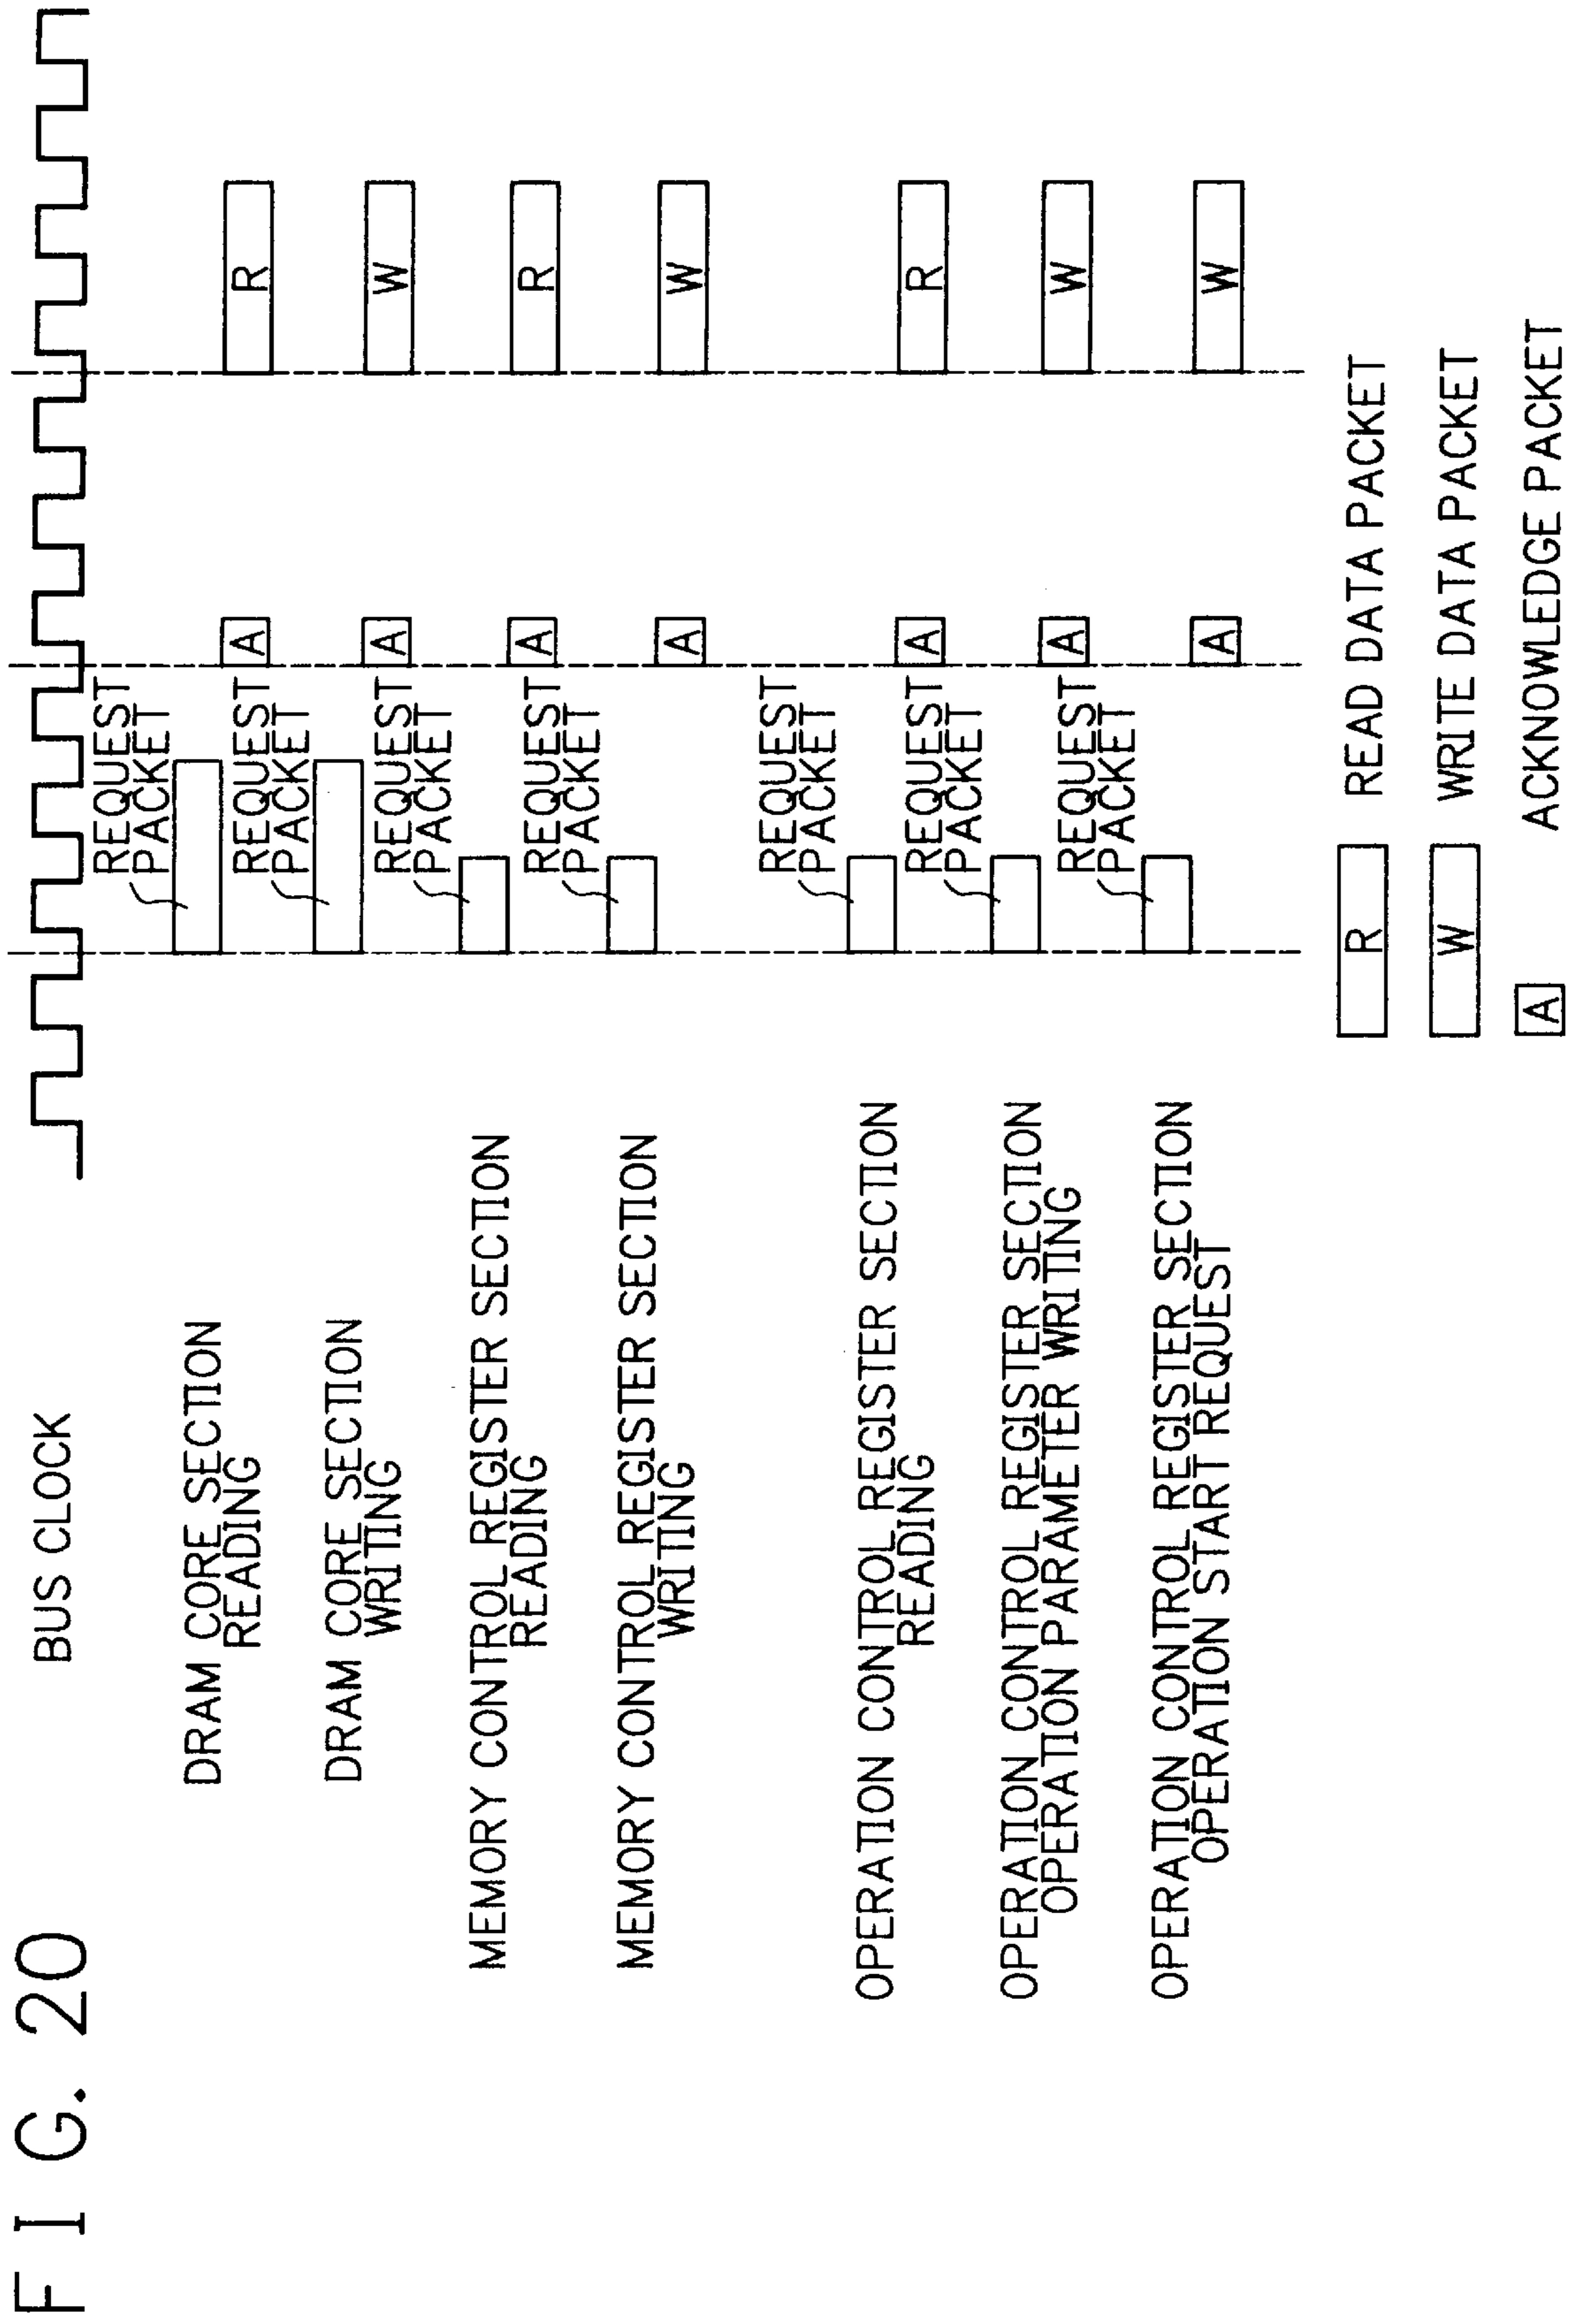 FIG. 20
BUS CLOCK
REQUEST
PACKET
DRAM CORE SECTION
READING
A
R
REQUEST
PACKET
DRAM CORE SECTION
WRITING
A
W
REQUEST
PACKET
MEMORY CONTROL REGISTER SECTION
READING
A
R
REQUEST
PACKET
MEMORY CONTROL REGISTER SECTION
WRITING
A
W
REQUEST
PACKET
OPERATION CONTROL REGISTER SECTION
READING
A
R
REQUEST
PACKET
OPERATION CONTROL REGISTER SECTION
OPERATION PARAMETER WRITING
A
W
REQUEST
PACKET
OPERATION CONTROL REGISTER SECTION
OPERATION START REQUEST
A
W
R READ DATA PACKET
W WRITE DATA PACKET
A ACKNOWLEDGE PACKET